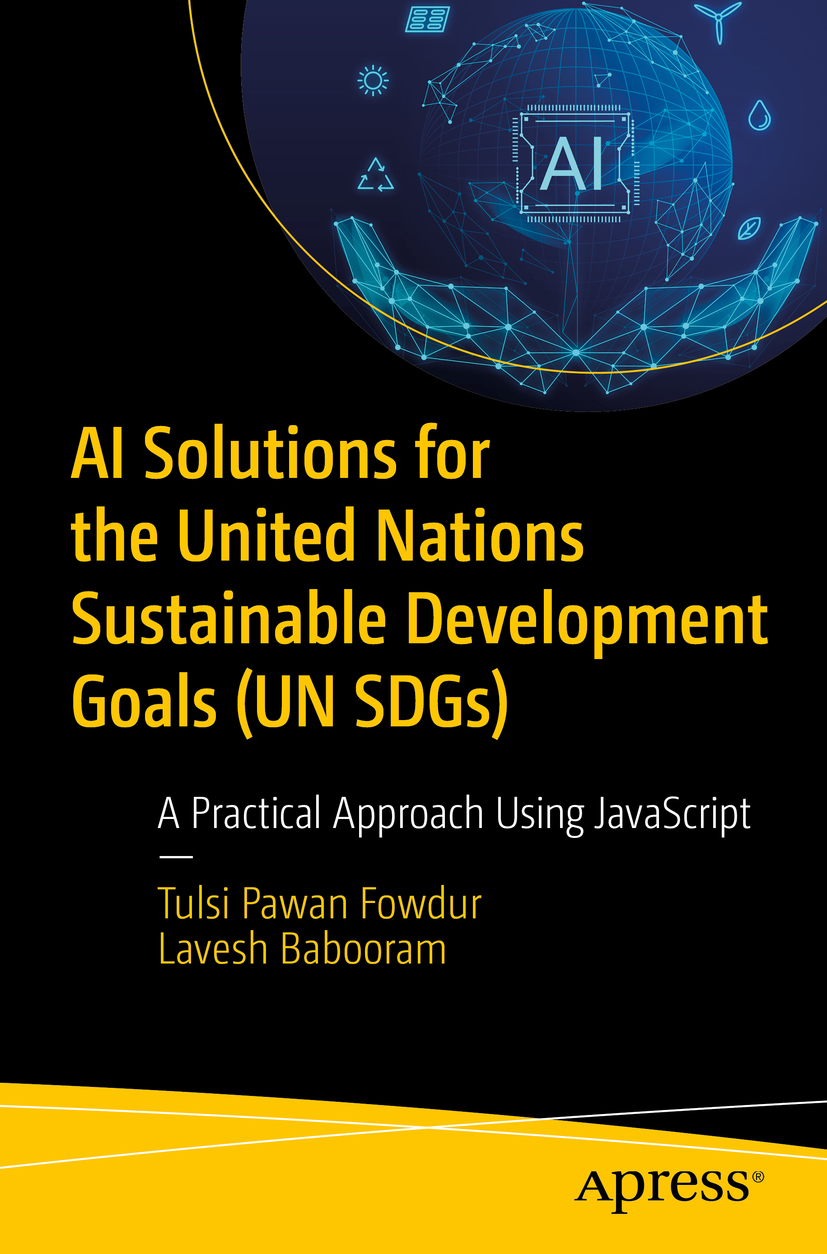 AI
AI Solutions for
the United Nations
Sustainable Development
Goals (UN SDGs)
A Practical Approach Using JavaScript
—
Tulsi Pawan Fowdur
Lavesh Babooram
Apress®